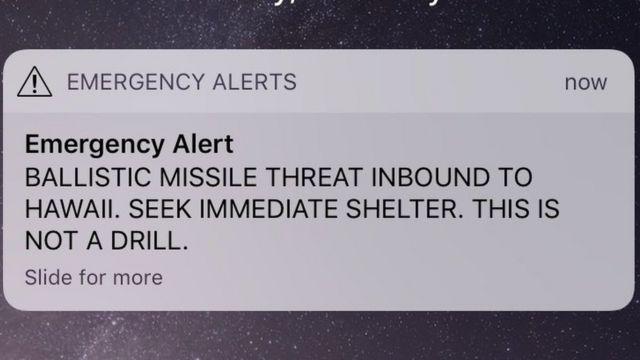 EMERGENCY ALERTS now
Emergency Alert
BALLISTIC MISSILE THREAT INBOUND TO
HAWAII. SEEK IMMEDIATE SHELTER. THIS IS
NOT A DRILL.
Slide for more